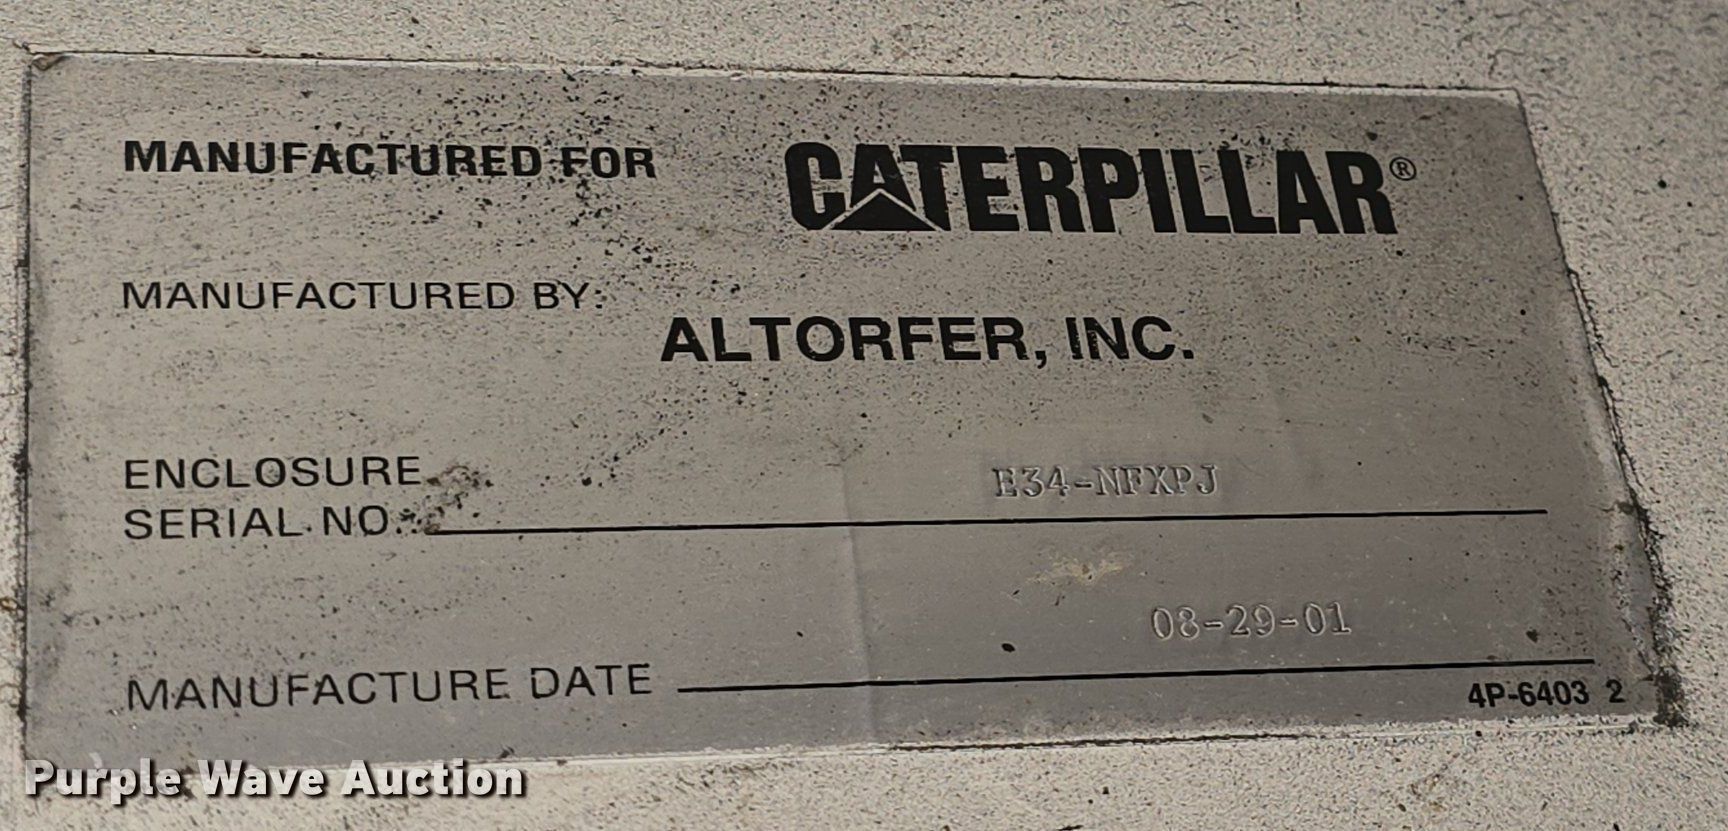 MANUFACTURED FOR CATERPILLAR®
MANUFACTURED BY:
ALTORFER, INC.
ENCLOSURE
SERIAL NO. E34-NFXPJ
MANUFACTURE DATE 08-29-01
4P-6403 2
Purple Wave Auction